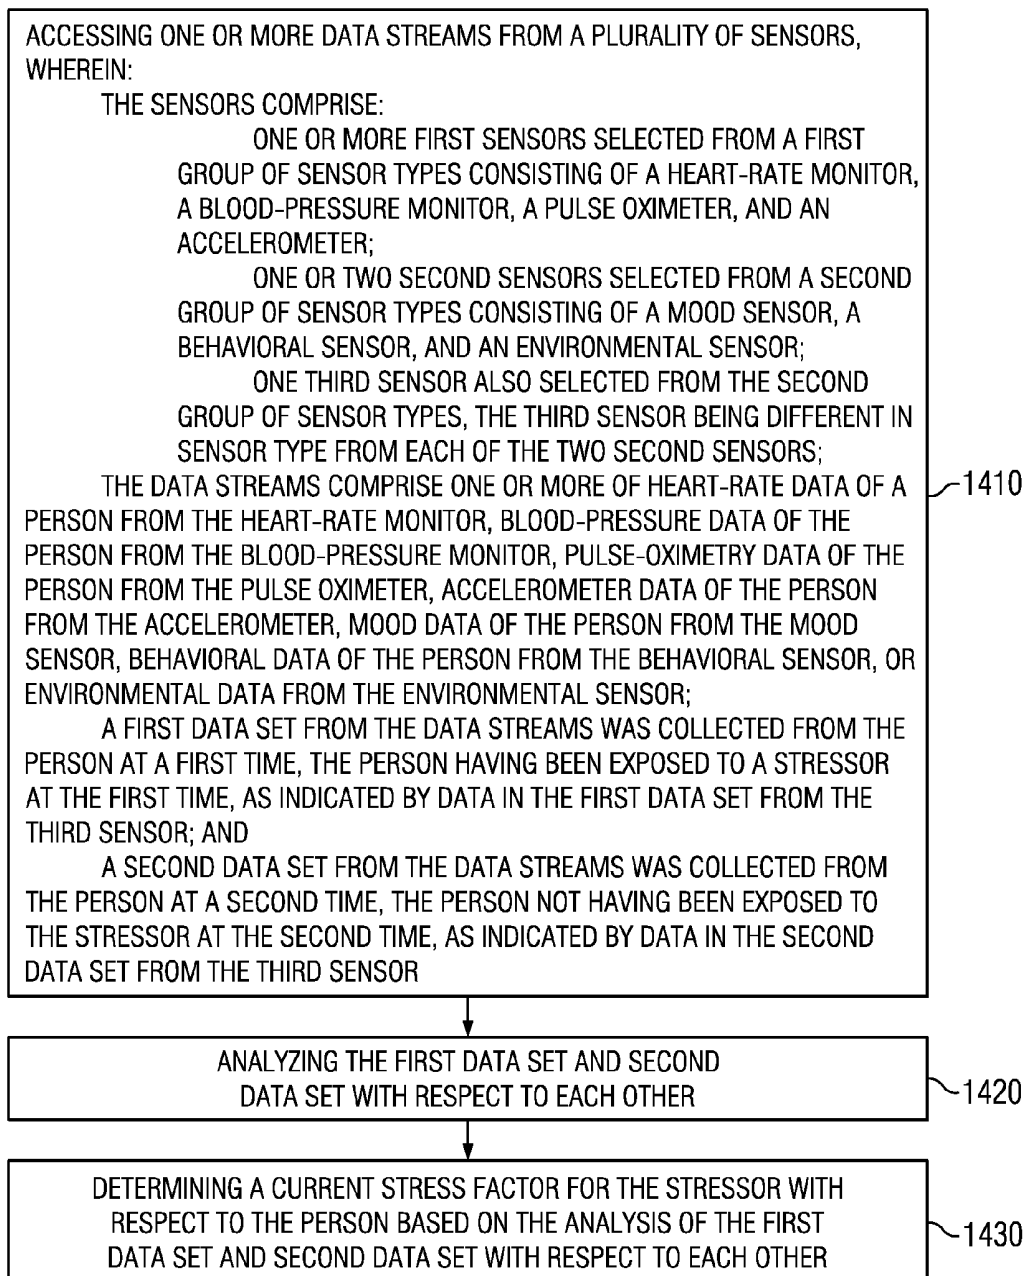 ACCESSING ONE OR MORE DATA STREAMS FROM A PLURALITY OF SENSORS,
WHEREIN:
THE SENSORS COMPRISE:
ONE OR MORE FIRST SENSORS SELECTED FROM A FIRST
GROUP OF SENSOR TYPES CONSISTING OF A HEART-RATE MONITOR,
A BLOOD-PRESSURE MONITOR, A PULSE OXIMETER, AND AN
ACCELEROMETER;
ONE OR TWO SECOND SENSORS SELECTED FROM A SECOND
GROUP OF SENSOR TYPES CONSISTING OF A MOOD SENSOR, A
BEHAVIORAL SENSOR, AND AN ENVIRONMENTAL SENSOR;
ONE THIRD SENSOR ALSO SELECTED FROM THE SECOND
GROUP OF SENSOR TYPES, THE THIRD SENSOR BEING DIFFERENT IN
SENSOR TYPE FROM EACH OF THE TWO SECOND SENSORS;
THE DATA STREAMS COMPRISE ONE OR MORE OF HEART-RATE DATA OF A
PERSON FROM THE HEART-RATE MONITOR, BLOOD-PRESSURE DATA OF THE
PERSON FROM THE BLOOD-PRESSURE MONITOR, PULSE-OXIMETRY DATA OF THE
PERSON FROM THE PULSE OXIMETER, ACCELEROMETER DATA OF THE PERSON
FROM THE ACCELEROMETER, MOOD DATA OF THE PERSON FROM THE MOOD
SENSOR, BEHAVIORAL DATA OF THE PERSON FROM THE BEHAVIORAL SENSOR, OR
ENVIRONMENTAL DATA FROM THE ENVIRONMENTAL SENSOR;
A FIRST DATA SET FROM THE DATA STREAMS WAS COLLECTED FROM THE
PERSON AT A FIRST TIME, THE PERSON HAVING BEEN EXPOSED TO A STRESSOR
AT THE FIRST TIME, AS INDICATED BY DATA IN THE FIRST DATA SET FROM THE
THIRD SENSOR; AND
A SECOND DATA SET FROM THE DATA STREAMS WAS COLLECTED FROM
THE PERSON AT A SECOND TIME, THE PERSON NOT HAVING BEEN EXPOSED TO
THE STRESSOR AT THE SECOND TIME, AS INDICATED BY DATA IN THE SECOND
DATA SET FROM THE THIRD SENSOR
1410
ANALYZING THE FIRST DATA SET AND SECOND
DATA SET WITH RESPECT TO EACH OTHER
1420
DETERMINING A CURRENT STRESS FACTOR FOR THE STRESSOR WITH
RESPECT TO THE PERSON BASED ON THE ANALYSIS OF THE FIRST
DATA SET AND SECOND DATA SET WITH RESPECT TO EACH OTHER
1430